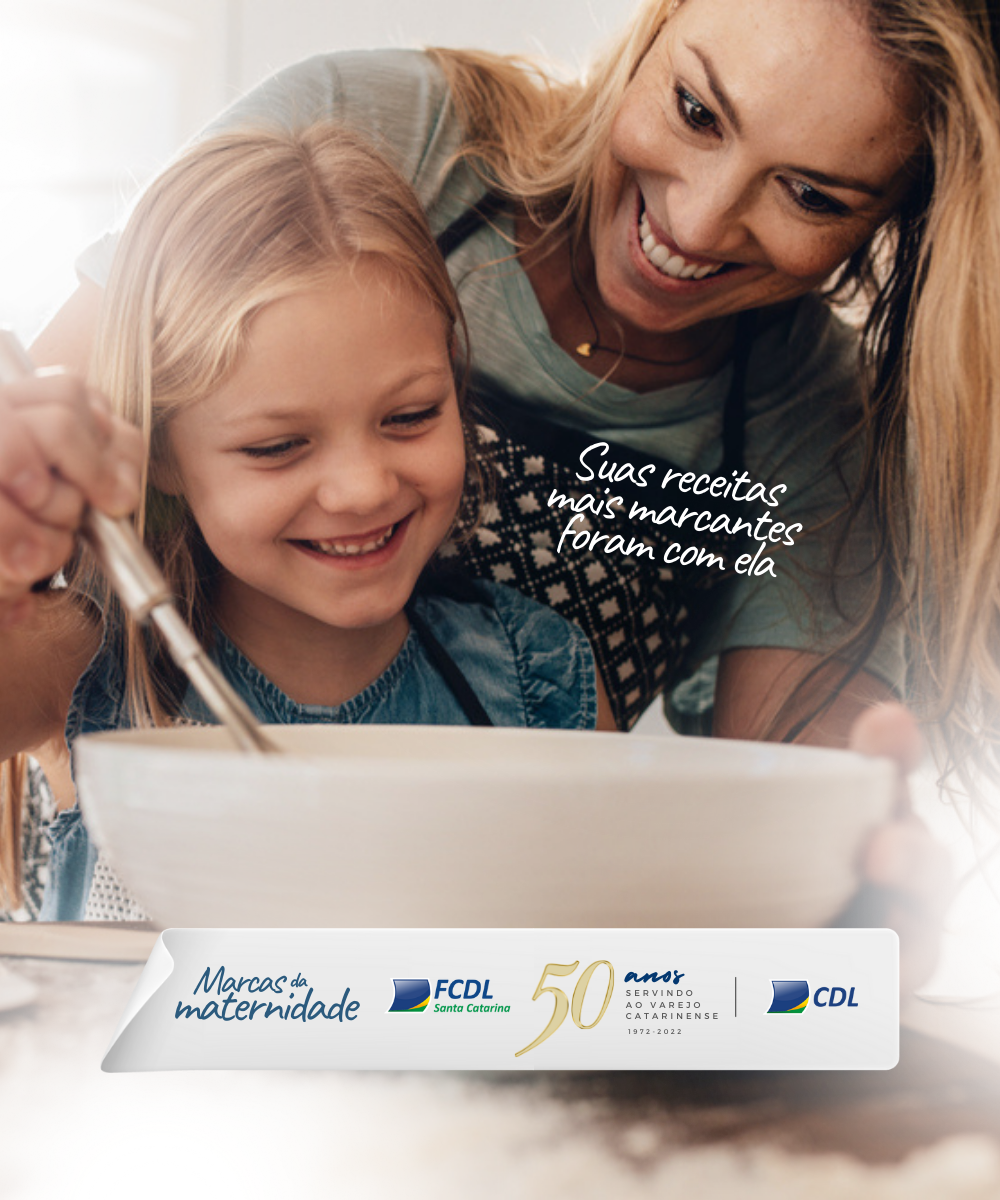 Suas receitas
mais marcantes
foram com ela
Marcas da
maternidade
FCDL
Santa Catarina
50 anos
SERVINDO
AO VAREJO
CATARINENSE
1972-2022
CDL